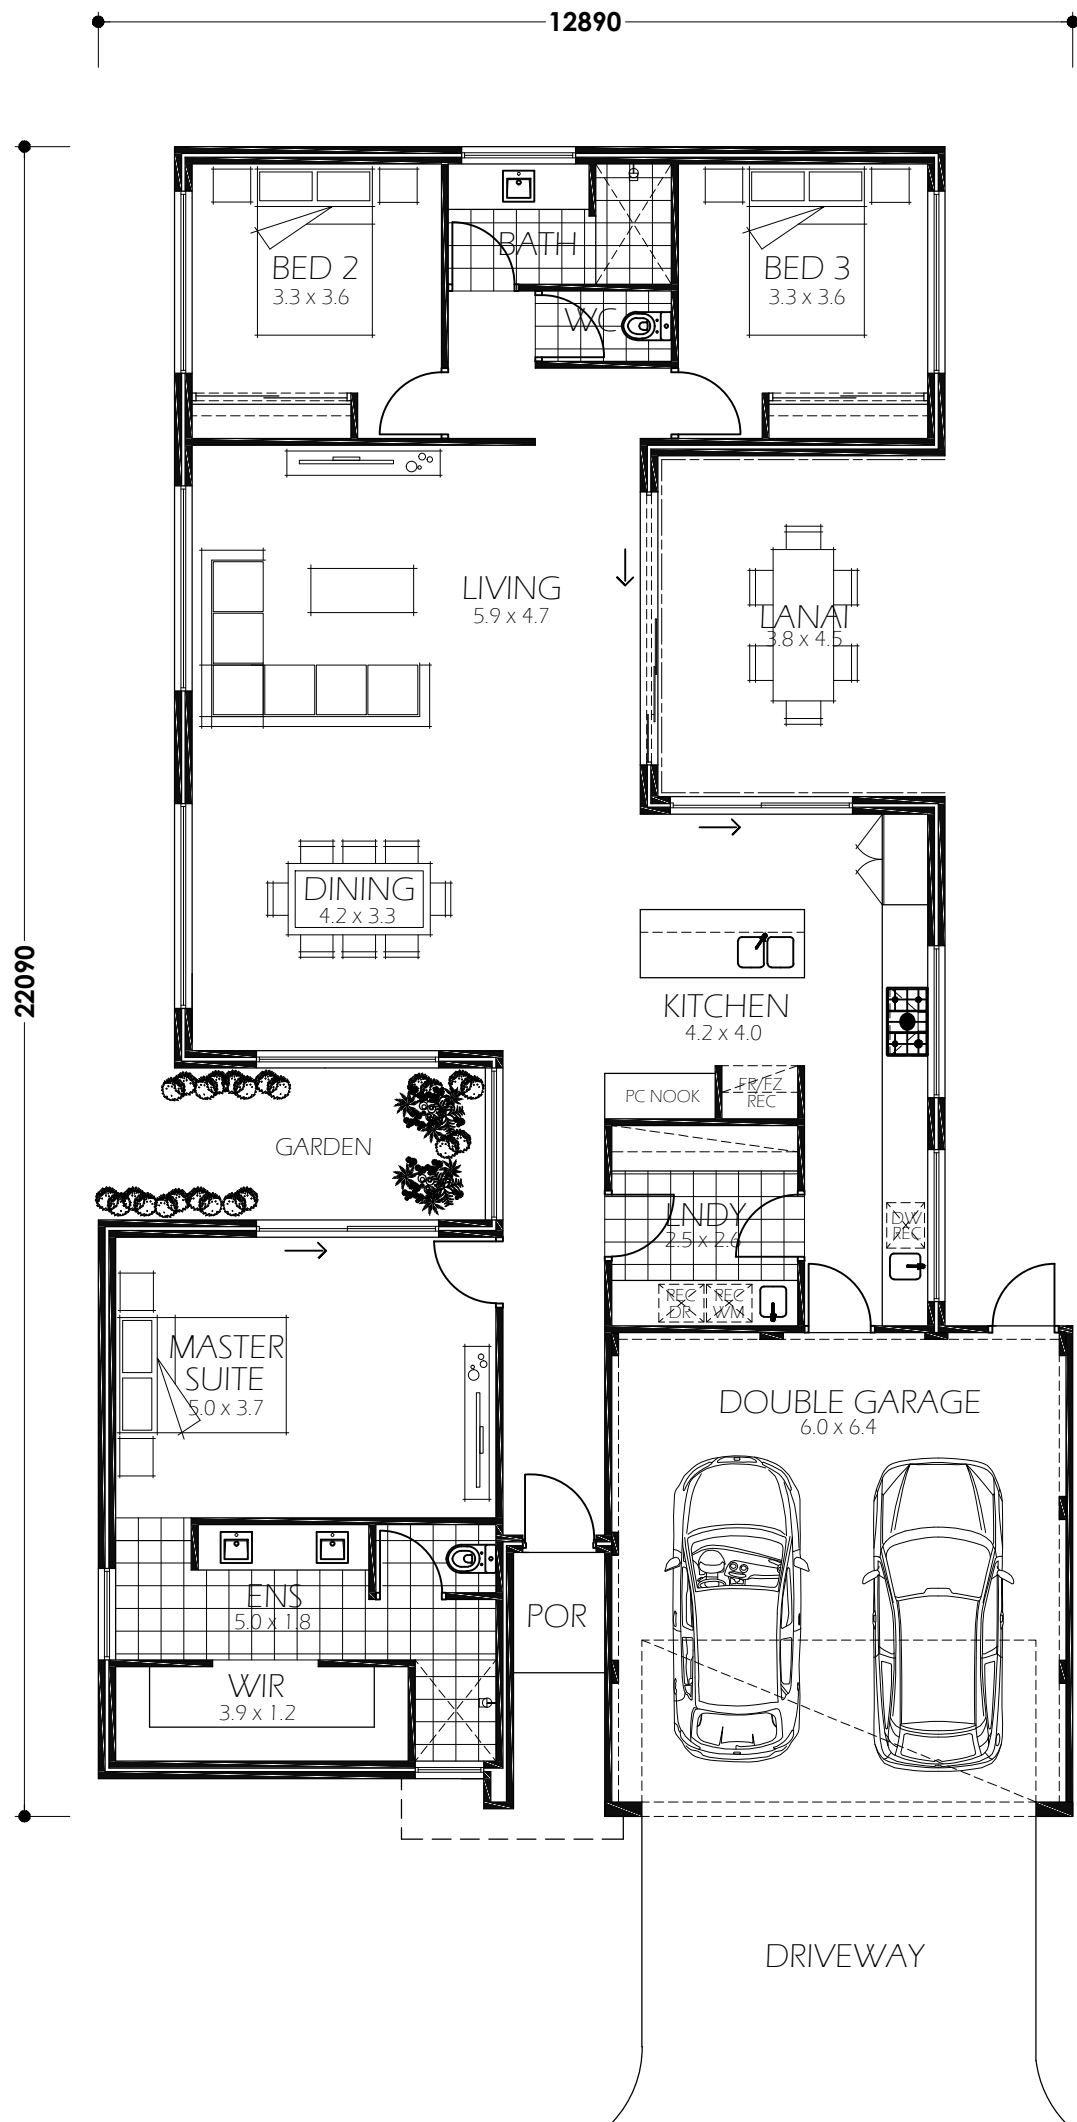 12890
22090
BED 2
3.3 x 3.6
BATH
WC
BED 3
3.3 x 3.6
LIVING
5.9 x 4.7
LANAI
3.8 x 4.5
DINING
4.2 x 3.3
KITCHEN
4.2 x 4.0
PC NOOK
FR/FZ
REC
GARDEN
LNDY
2.5 x 2.6
DW
REC
REC
DR
REC
WM
MASTER
SUITE
5.0 x 3.7
DOUBLE GARAGE
6.0 x 6.4
ENS
5.0 x 1.8
POR
WIR
3.9 x 1.2
DRIVEWAY